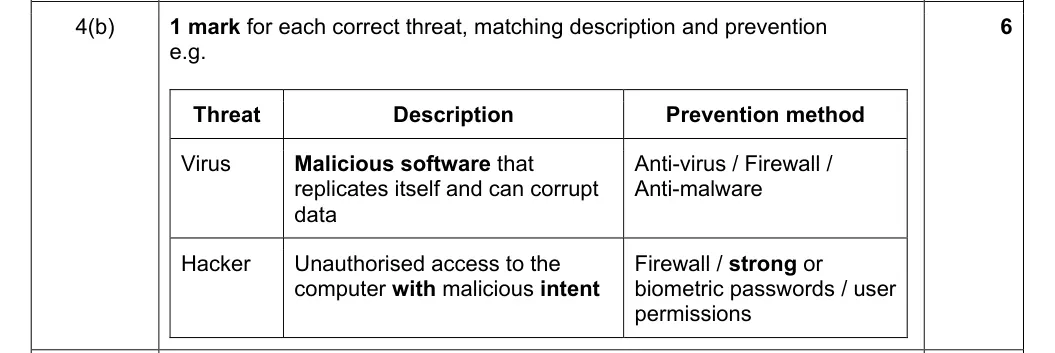 4(b)
1 mark for each correct threat, matching description and prevention
6
e.g.
Threat
Description
Prevention method
Virus
Malicious software that
replicates itself and can corrupt
data
Anti-virus / Firewall /
Anti-malware
Hacker
Unauthorised access to the
computer with malicious intent
Firewall / strong or
biometric passwords / user
permissions